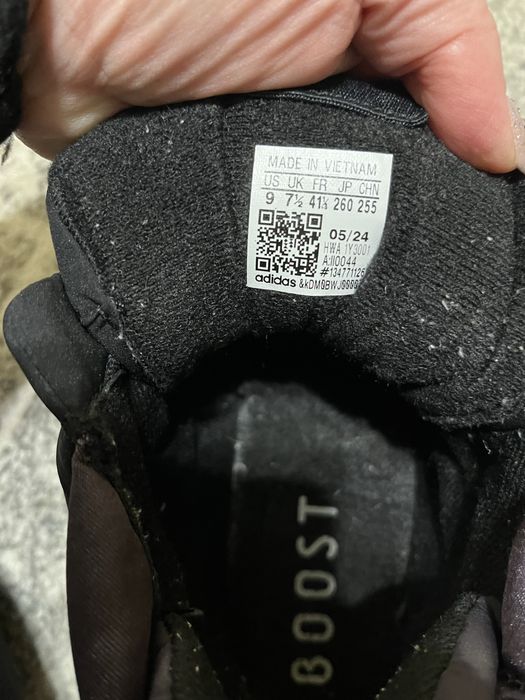 MADE IN VIETNAM
US UK FR JP CHN
9 7½ 41⅓ 260 255
05/24
HWA 1Y3001
A:II0044
adidas
BOOST